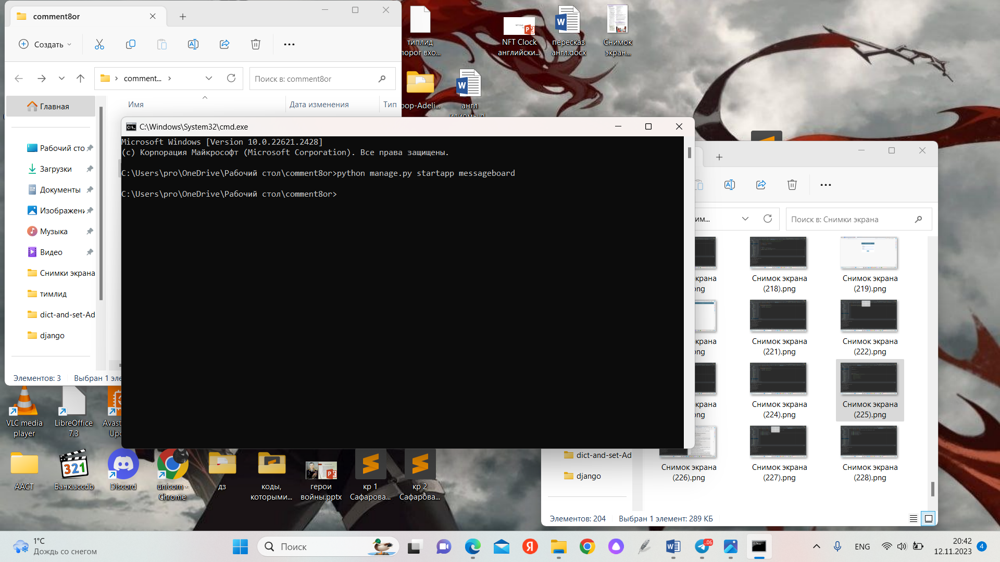 comment8or
Создать
comment...
Поиск в: comment8or
Главная
Имя
Дата изменения
Тип
Рабочий сто
Загрузки
Документы
Изображени
Музыка
Видео
Снимки экрана
тимлид
dict-and-set-Ad
django
Элементов: 3
Выбран 1 эле
C:\Windows\System32\cmd.exe
Microsoft Windows [Version 10.0.22621.2428]
(c) Корпорация Майкрософт (Microsoft Corporation). Все права защищены.
C:\Users\pro\OneDrive\Рабочий стол\comment8or>python manage.py startapp messageboard
C:\Users\pro\OneDrive\Рабочий стол\comment8or>
типлид
порог вхо...
NFT Clock
английски...
пересказ
англ.docx
Снимок
экран...
oop-Adeli...
англ
Поиск в: Снимки экрана
им...
крана
ng
Снимок экрана
(218).png
Снимок экрана
(219).png
крана
ng
Снимок экрана
(221).png
Снимок экрана
(222).png
крана
ng
Снимок экрана
(224).png
Снимок экрана
(225).png
Снимок экрана
(226).png
Снимок экрана
(227).png
Снимок экрана
(228).png
dict-and-set-Ad
django
Элементов: 204
Выбран 1 элемент: 289 КБ
VLC media
player
LibreOffice
7.3
Avast
Upd
AACT
321
Банк.accdb
Discord
unicorn -
Chrome
дз
коды,
которыми...
герои
войны.pptx
кр 1
Сафарова...
кр 2
Сафарова...
1°C
Дождь со снегом
Поиск
ENG
20:42
12.11.2023
4